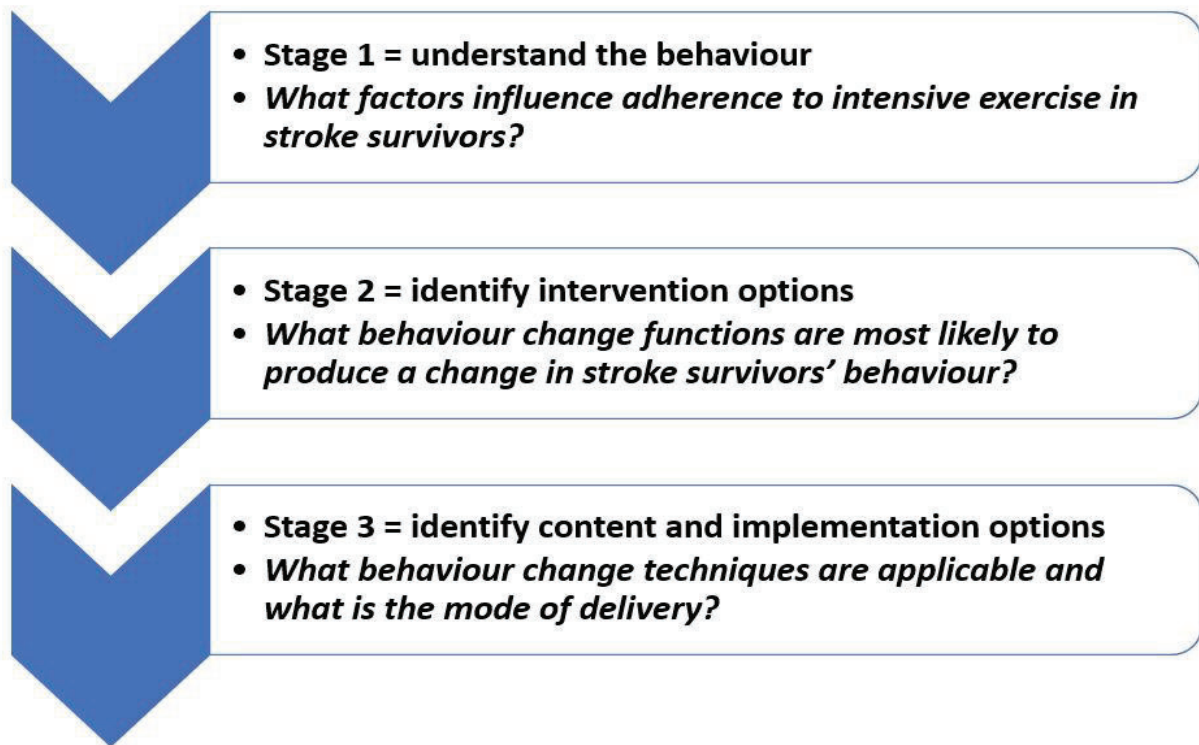 • Stage 1 = understand the behaviour
• What factors influence adherence to intensive exercise in
stroke survivors?
• Stage 2 = identify intervention options
• What behaviour change functions are most likely to
produce a change in stroke survivors’ behaviour?
• Stage 3 = identify content and implementation options
• What behaviour change techniques are applicable and
what is the mode of delivery?